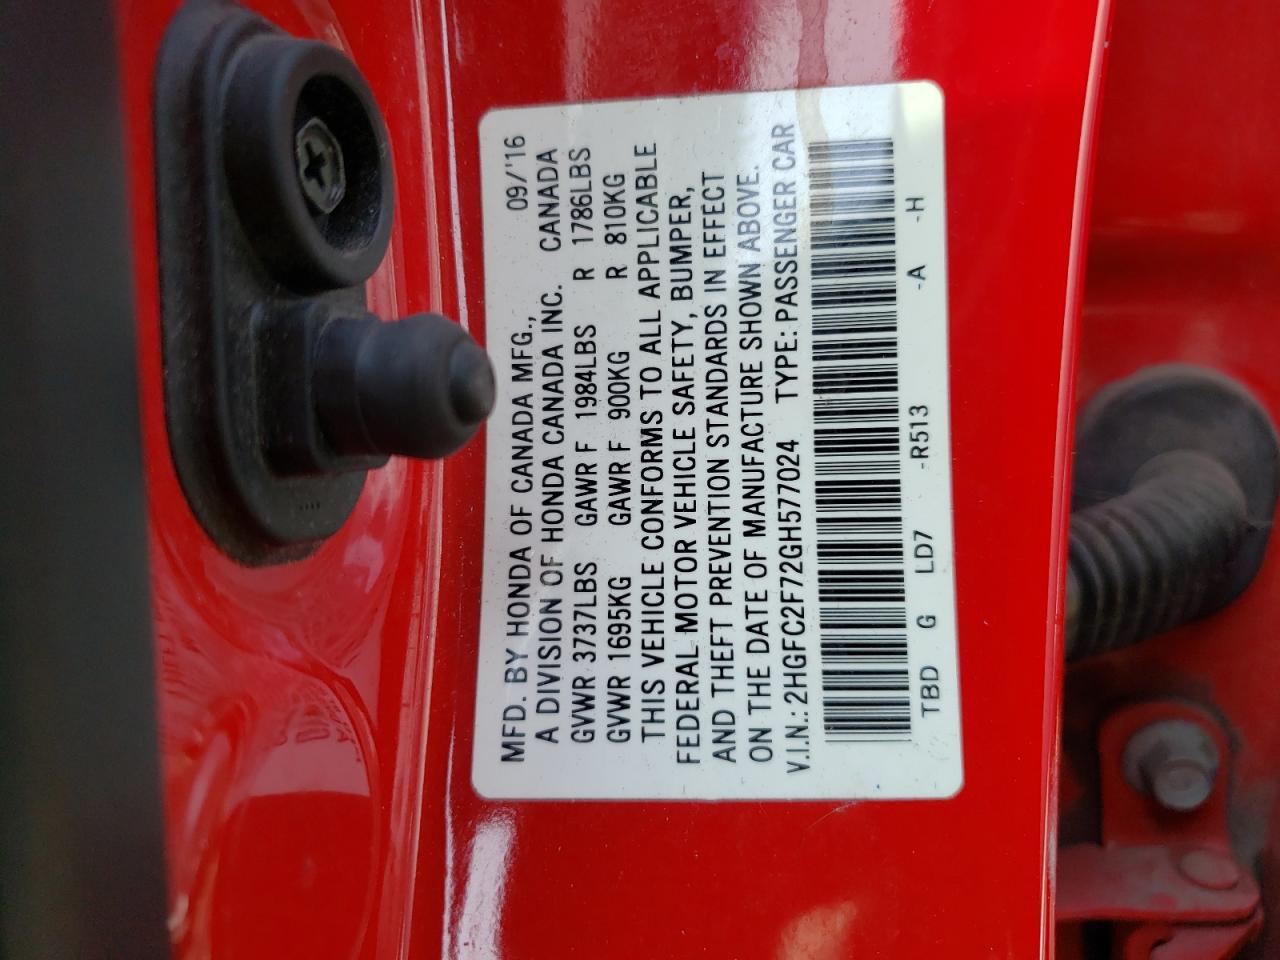 MFD. BY HONDA OF CANADA MFG., 09/'16
A DIVISION OF HONDA CANADA INC. CANADA
GVWR 3737LBS GAWR F 1984LBS R 1786LBS
GVWR 1695KG GAWR F 900KG R 810KG
THIS VEHICLE CONFORMS TO ALL APPLICABLE
FEDERAL MOTOR VEHICLE SAFETY, BUMPER,
AND THEFT PREVENTION STANDARDS IN EFFECT
ON THE DATE OF MANUFACTURE SHOWN ABOVE.
V.I.N.: 2HGFC2F72GH577024 TYPE: PASSENGER CAR
TBD G LD7 -R513 -A -H